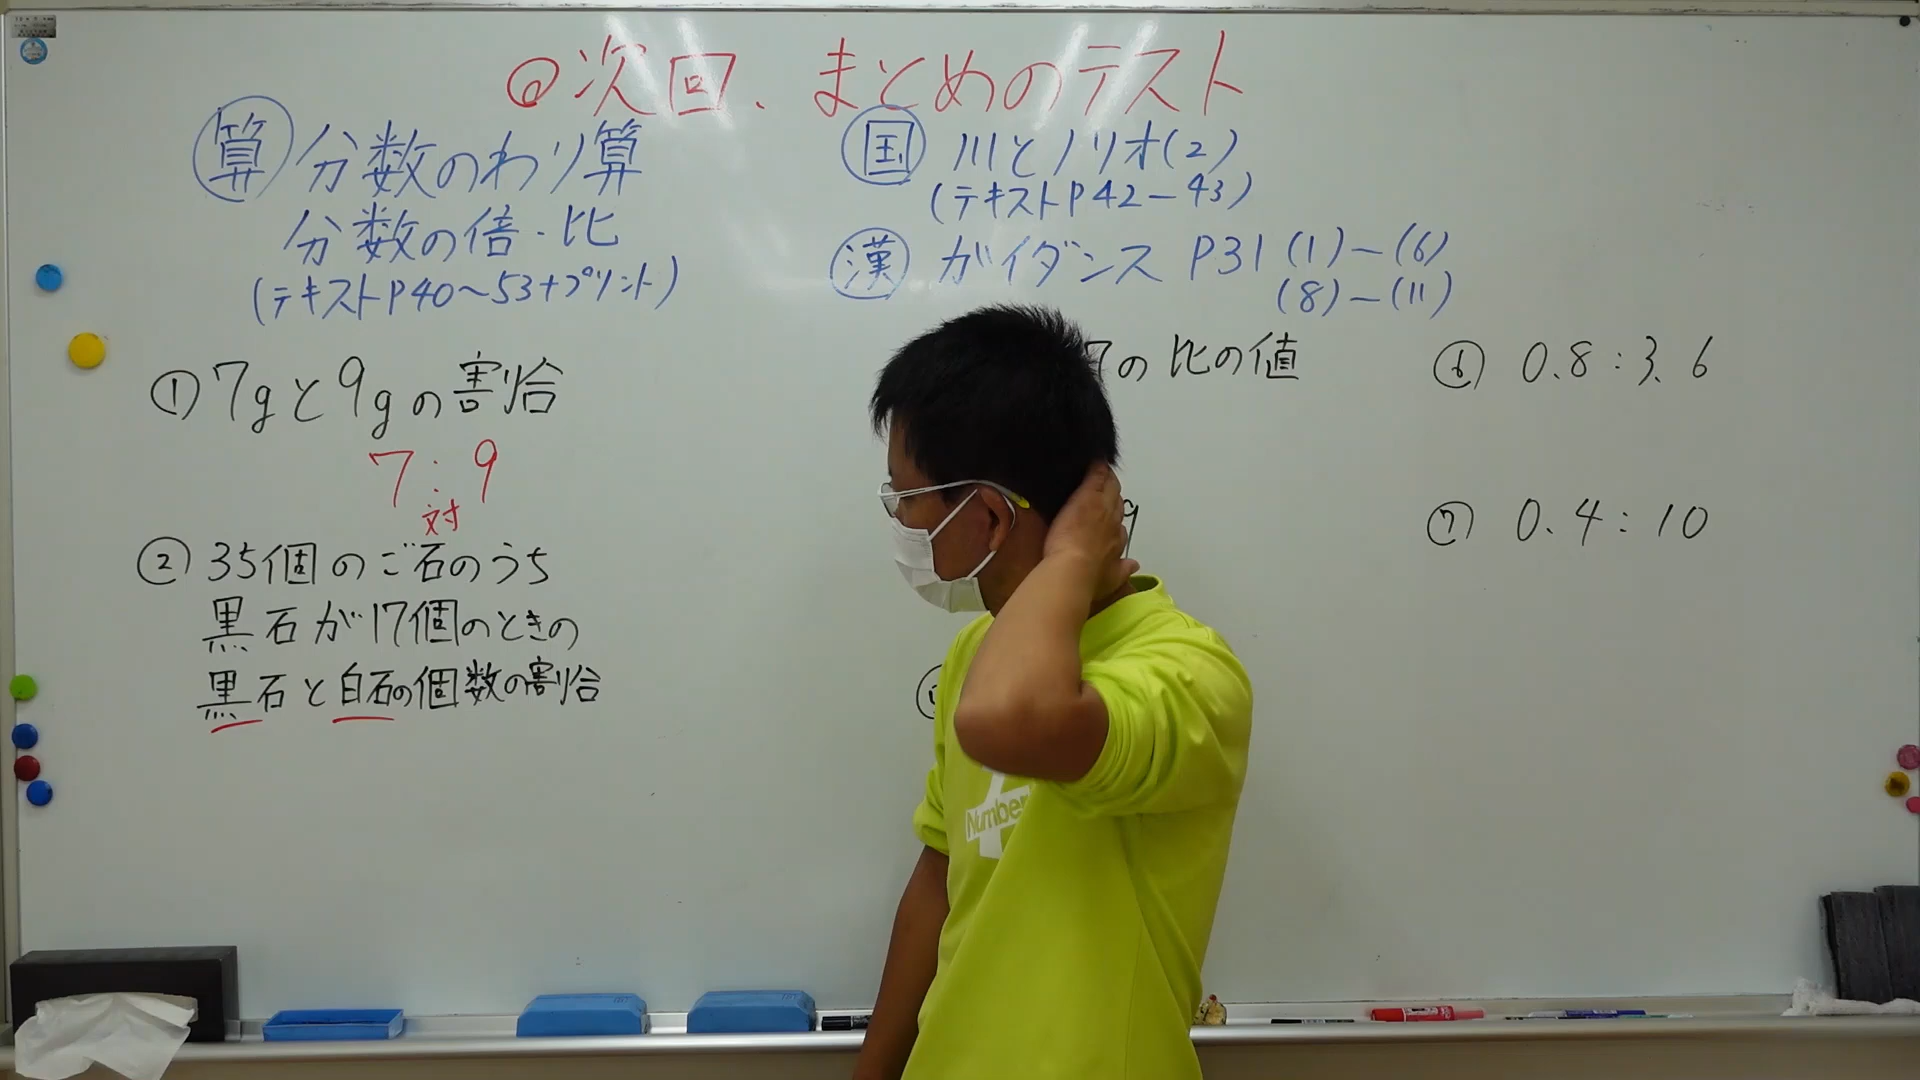 @次回、まとめのテスト
算 分数のわり算
分数の倍・比
(テキストP40〜53+プリント)
国 川とノリオ(2)
(テキストP42−43)
漢 ガイダンス P31 (1)−(6)
(8)−(11)
① 7gと9gの割合
7:9
対
② 35個のご石のうち
黒石が17個のときの
黒石と白石の個数の割合
7の比の値
9
⑥ 0.8:3.6
⑦ 0.4:10
Number